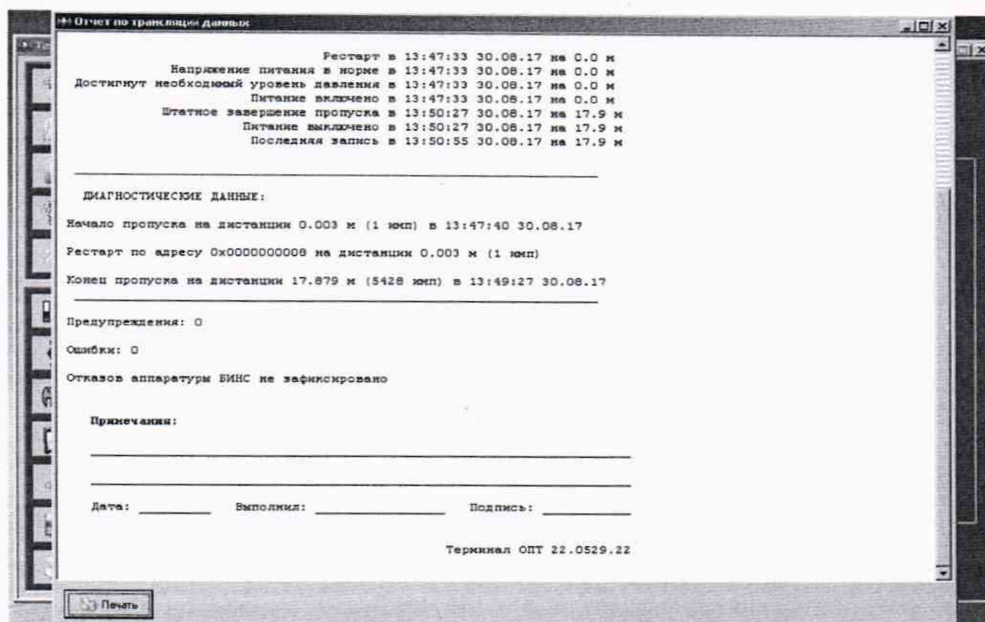 Отчет по трансляции данных
Рестарт в 13:47:33 30.08.17 на 0.0 м
Напряжение питания в норме в 13:47:33 30.08.17 на 0.0 м
Достигнут необходимый уровень давления в 13:47:33 30.08.17 на 0.0 м
Питание включено в 13:47:33 30.08.17 на 0.0 м
Штатное завершение пропуска в 13:50:27 30.08.17 на 17.9 м
Питание выключено в 13:50:27 30.08.17 на 17.9 м
Последняя запись в 13:50:55 30.08.17 на 17.9 м
ДИАГНОСТИЧЕСКИЕ ДАННЫЕ:
Начало пропуска на дистанции 0.003 м (1 имп) в 13:47:40 30.08.17
Рестарт по адресу 0x0000000008 на дистанции 0.003 м (1 имп)
Конец пропуска на дистанции 17.879 м (5428 имп) в 13:49:27 30.08.17
Предупреждения: 0
Ошибки: 0
Отказов аппаратуры БИНС не зафиксировано
Примечания:
Дата: Выполнил: Подпись:
Терминал ОПТ 22.0529.22
Печать